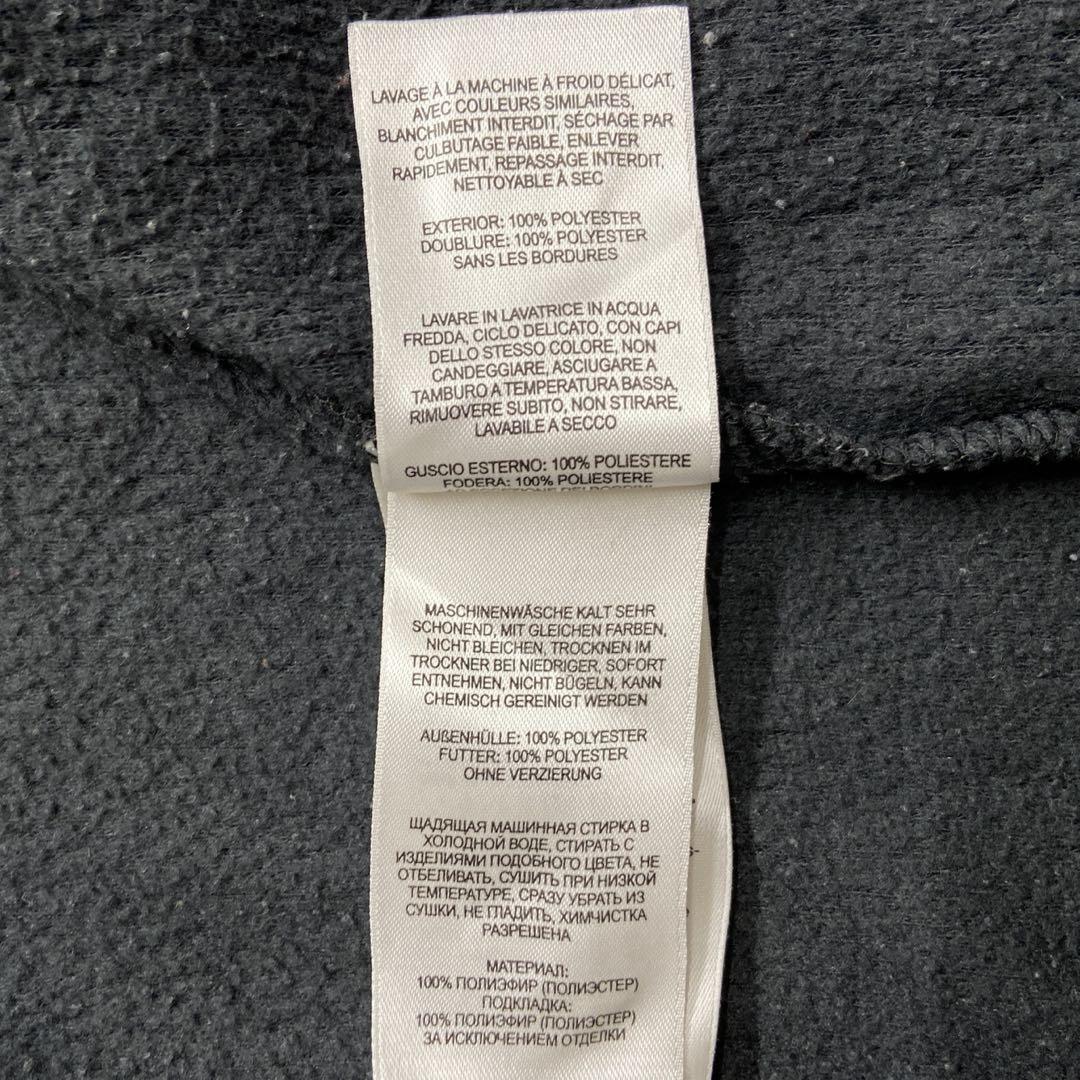 LAVAGE À LA MACHINE À FROID DÉLICAT,
AVEC COULEURS SIMILAIRES,
BLANCHIMENT INTERDIT, SÉCHAGE PAR
CULBUTAGE FAIBLE, ENLEVER
RAPIDEMENT, REPASSAGE INTERDIT,
NETTOYABLE À SEC
EXTERIOR: 100% POLYESTER
DOUBLURE: 100% POLYESTER
SANS LES BORDURES
LAVARE IN LAVATRICE IN ACQUA
FREDDA, CICLO DELICATO, CON CAPI
DELLO STESSO COLORE, NON
CANDEGGIARE, ASCIUGARE A
TAMBURO A TEMPERATURA BASSA,
RIMUOVERE SUBITO, NON STIRARE,
LAVABILE A SECCO
GUSCIO ESTERNO: 100% POLIESTERE
FODERA: 100% POLIESTERE
MASCHINENWÄSCHE KALT SEHR
SCHONEND, MIT GLEICHEN FARBEN,
NICHT BLEICHEN, TROCKNEN IM
TROCKNER BEI NIEDRIGER, SOFORT
ENTNEHMEN, NICHT BÜGELN, KANN
CHEMISCH GEREINIGT WERDEN
AUßENHÜLLE: 100% POLYESTER
FUTTER: 100% POLYESTER
OHNE VERZIERUNG
ЩАДЯЩАЯ МАШИННАЯ СТИРКА В
ХОЛОДНОЙ ВОДЕ, СТИРАТЬ С
ИЗДЕЛИЯМИ ПОДОБНОГО ЦВЕТА, НЕ
ОТБЕЛИВАТЬ, СУШИТЬ ПРИ НИЗКОЙ
ТЕМПЕРАТУРЕ, СРАЗУ УБРАТЬ ИЗ
СУШКИ, НЕ ГЛАДИТЬ, ХИМЧИСТКА
РАЗРЕШЕНА
МАТЕРИАЛ:
100% ПОЛИЭФИР (ПОЛИЭСТЕР)
ПОДКЛАДКА:
100% ПОЛИЭФИР (ПОЛИЭСТЕР)
ЗА ИСКЛЮЧЕНИЕМ ОТДЕЛКИ